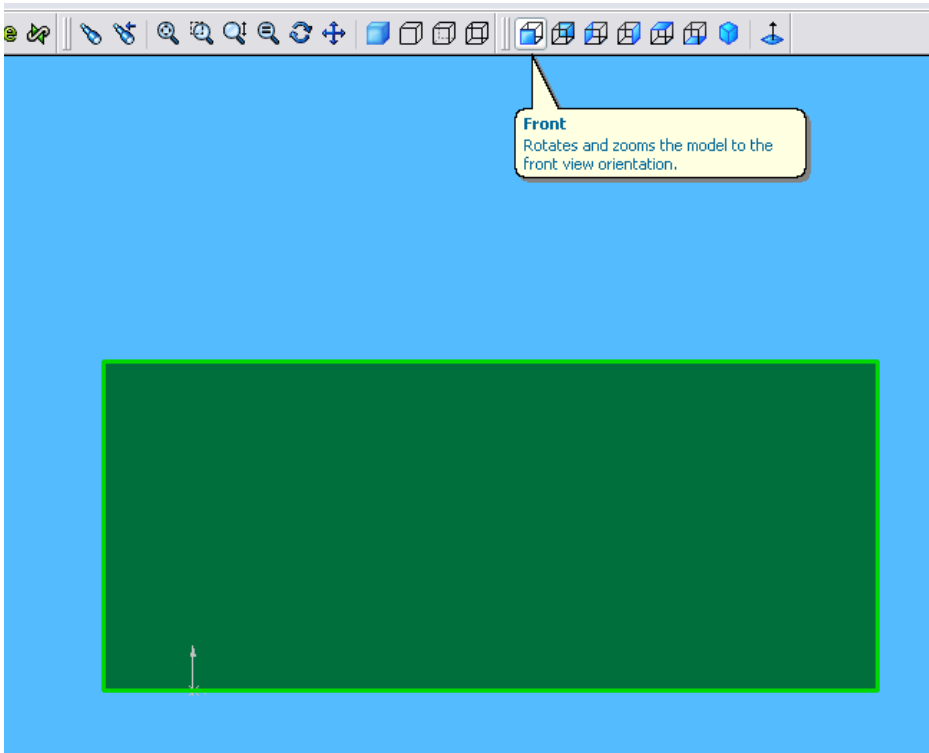 Front
Rotates and zooms the model to the
front view orientation.